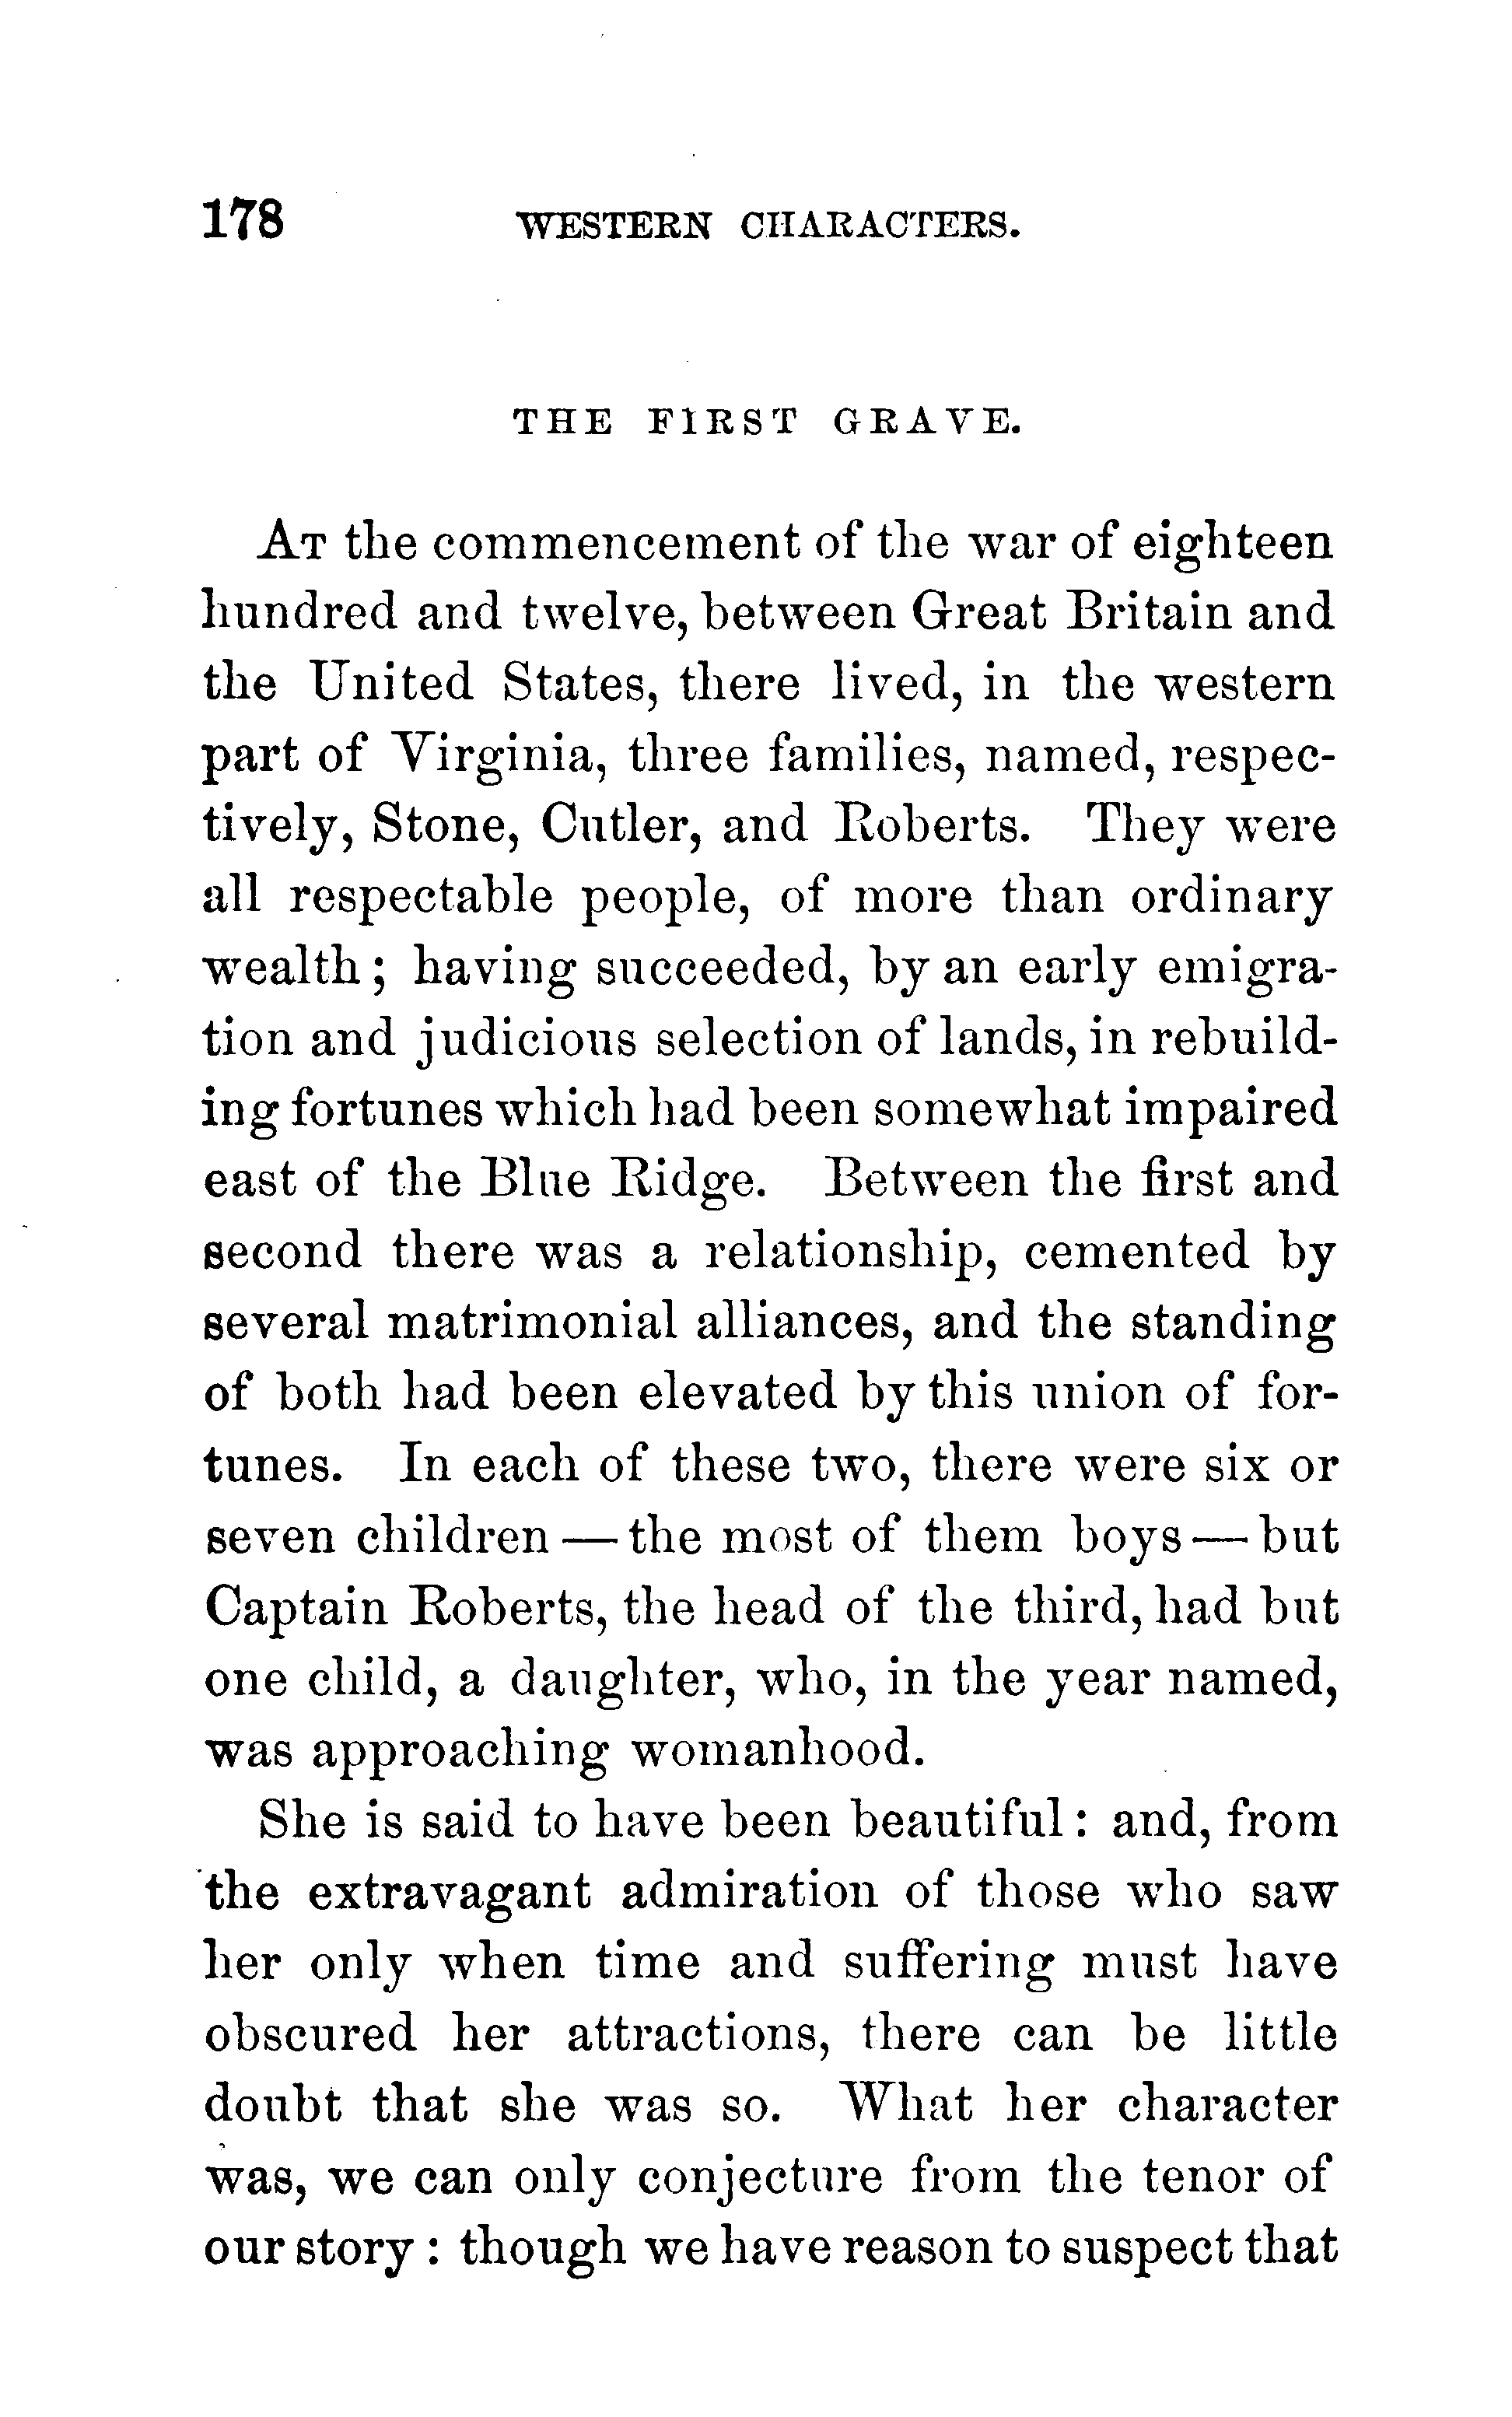 178 WESTERN CHARACTERS.
THE FIRST GRAVE.
AT the commencement of the war of eighteen
hundred and twelve, between Great Britain and
the United States, there lived, in the western
part of Virginia, three families, named, respec-
tively, Stone, Cutler, and Roberts. They were
all respectable people, of more than ordinary
wealth; having succeeded, by an early emigra-
tion and judicious selection of lands, in rebuild-
ing fortunes which had been somewhat impaired
east of the Blue Ridge. Between the first and
second there was a relationship, cemented by
several matrimonial alliances, and the standing
of both had been elevated by this union of for-
tunes. In each of these two, there were six or
seven children — the most of them boys — but
Captain Roberts, the head of the third, had but
one child, a daughter, who, in the year named,
was approaching womanhood.
She is said to have been beautiful: and, from
the extravagant admiration of those who saw
her only when time and suffering must have
obscured her attractions, there can be little
doubt that she was so. What her character
was, we can only conjecture from the tenor of
our story: though we have reason to suspect that